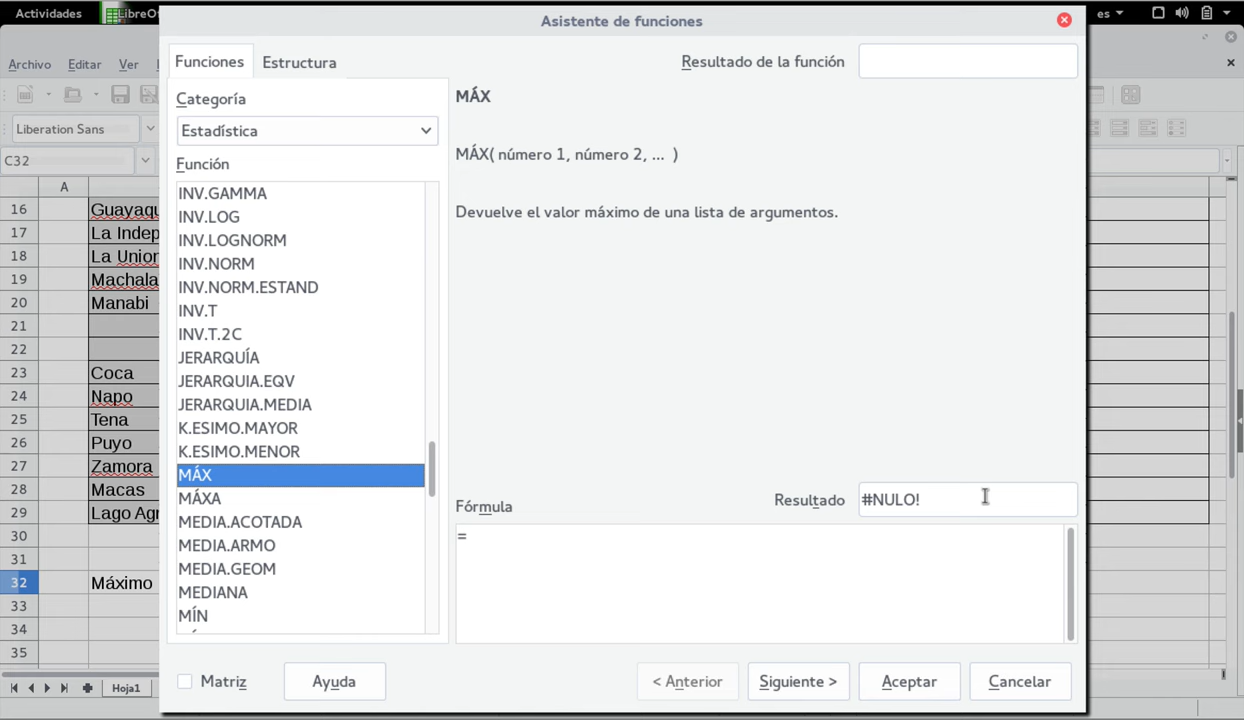 Actividades
LibreO
es
Asistente de funciones
Archivo Editar Ver
Liberation Sans
C32
A
16 Guayaqu
17 La Indep
18 La Union
19 Machala
20 Manabi
21
22
23 Coca
24 Napo
25 Tena
26 Puyo
27 Zamora
28 Macas
29 Lago Agr
30
31
32 Máximo
33
34
35
Hoja1
Funciones Estructura
Resultado de la función
Categoría
Estadística
Función
INV.GAMMA
INV.LOG
INV.LOGNORM
INV.NORM
INV.NORM.ESTAND
INV.T
INV.T.2C
JERARQUÍA
JERARQUIA.EQV
JERARQUIA.MEDIA
K.ESIMO.MAYOR
K.ESIMO.MENOR
MÁX
MÁXA
MEDIA.ACOTADA
MEDIA.ARMO
MEDIA.GEOM
MEDIANA
MÍN
MÁX
MÁX( número 1, número 2, ... )
Devuelve el valor máximo de una lista de argumentos.
Fórmula
Resultado #NULO!
=
Matriz
Ayuda
< Anterior
Siguiente >
Aceptar
Cancelar